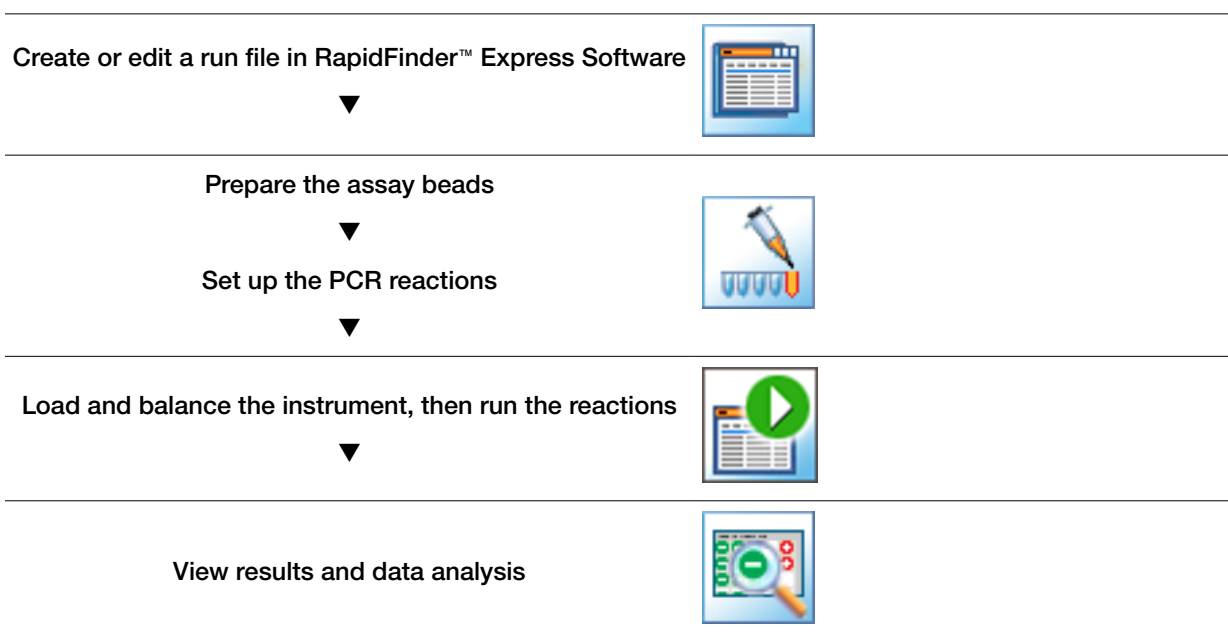 Create or edit a run file in RapidFinder™ Express Software
▼
Prepare the assay beads
▼
Set up the PCR reactions
▼
Load and balance the instrument, then run the reactions
▼
View results and data analysis